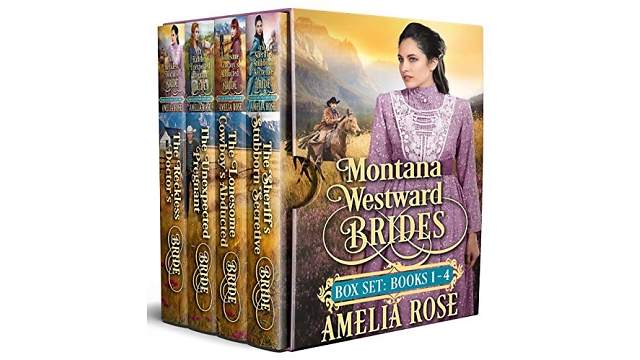 The Reckless
Doctor's
BRIDE
The Unexpected
Pregnant
BRIDE
The Lonesome
Cowboy's Abducted
BRIDE
The Sheriff's
Stubborn Secretive
BRIDE
AMELIA ROSE
AMELIA ROSE
AMELIA ROSE
AMELIA ROSE
Montana
Westward
BRIDES
BOX SET: BOOKS 1-4
AMELIA ROSE